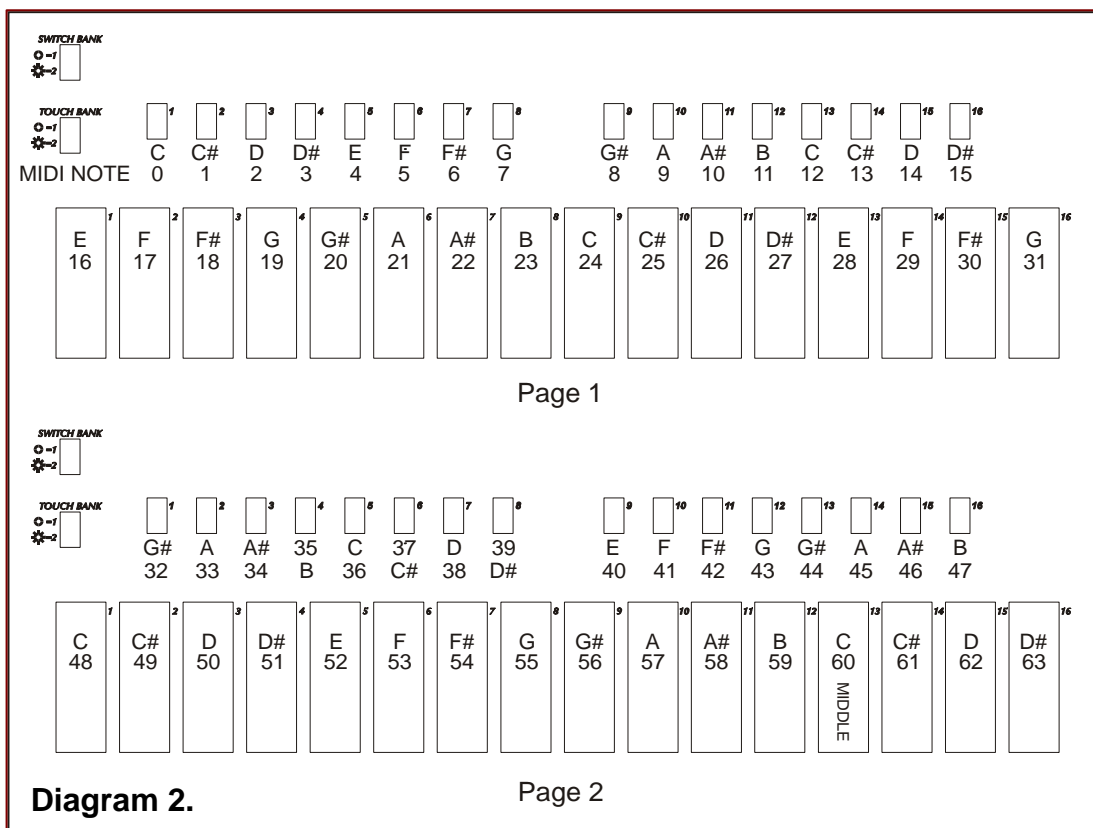 SWITCH BANK
=1
=2
TOUCH BANK
=1
=2
1 2 3 4 5 6 7 8 9 10 11 12 13 14 15 16
C C# D D# E F F# G G# A A# B C C# D D#
MIDI NOTE 0 1 2 3 4 5 6 7 8 9 10 11 12 13 14 15
1 2 3 4 5 6 7 8 9 10 11 12 13 14 15 16
E F F# G G# A A# B C C# D D# E F F# G
16 17 18 19 20 21 22 23 24 25 26 27 28 29 30 31
Page 1
SWITCH BANK
=1
=2
TOUCH BANK
=1
=2
1 2 3 4 5 6 7 8 9 10 11 12 13 14 15 16
G# A A# 35 C 37 D 39 E F F# G G# A A# B
32 33 34 B 36 C# 38 D# 40 41 42 43 44 45 46 47
1 2 3 4 5 6 7 8 9 10 11 12 13 14 15 16
C C# D D# E F F# G G# A A# B C C# D D#
48 49 50 51 52 53 54 55 56 57 58 59 60 61 62 63
MIDDLE
Diagram 2.
Page 2